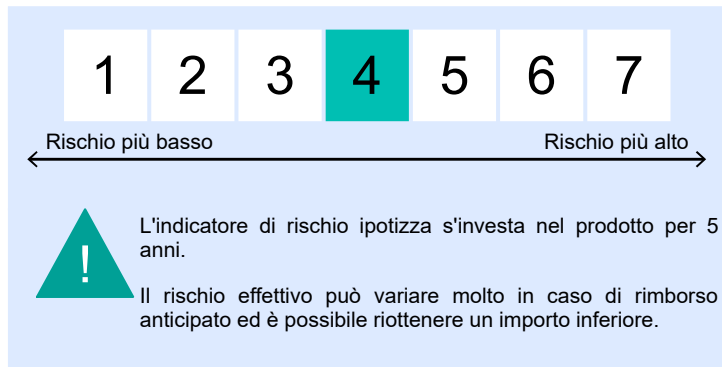 1 2 3 4 5 6 7
Rischio più basso Rischio più alto
L'indicatore di rischio ipotizza s'investa nel prodotto per 5
anni.
!
Il rischio effettivo può variare molto in caso di rimborso
anticipato ed è possibile riottenere un importo inferiore.